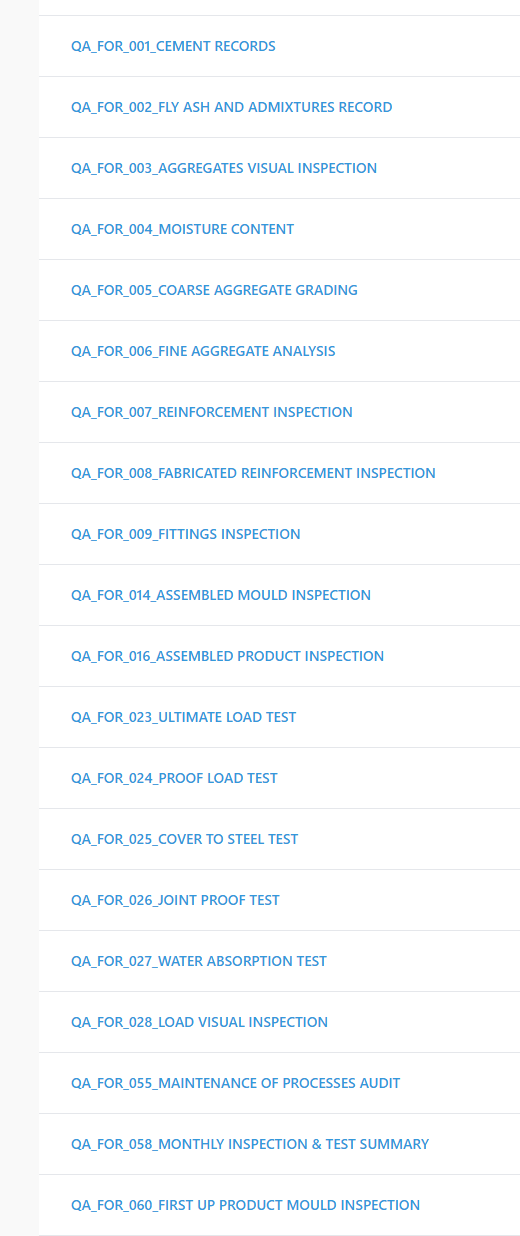 QA_FOR_001_CEMENT RECORDS
QA_FOR_002_FLY ASH AND ADMIXTURES RECORD
QA_FOR_003_AGGREGATES VISUAL INSPECTION
QA_FOR_004_MOISTURE CONTENT
QA_FOR_005_COARSE AGGREGATE GRADING
QA_FOR_006_FINE AGGREGATE ANALYSIS
QA_FOR_007_REINFORCEMENT INSPECTION
QA_FOR_008_FABRICATED REINFORCEMENT INSPECTION
QA_FOR_009_FITTINGS INSPECTION
QA_FOR_014_ASSEMBLED MOULD INSPECTION
QA_FOR_016_ASSEMBLED PRODUCT INSPECTION
QA_FOR_023_ULTIMATE LOAD TEST
QA_FOR_024_PROOF LOAD TEST
QA_FOR_025_COVER TO STEEL TEST
QA_FOR_026_JOINT PROOF TEST
QA_FOR_027_WATER ABSORPTION TEST
QA_FOR_028_LOAD VISUAL INSPECTION
QA_FOR_055_MAINTENANCE OF PROCESSES AUDIT
QA_FOR_058_MONTHLY INSPECTION & TEST SUMMARY
QA_FOR_060_FIRST UP PRODUCT MOULD INSPECTION